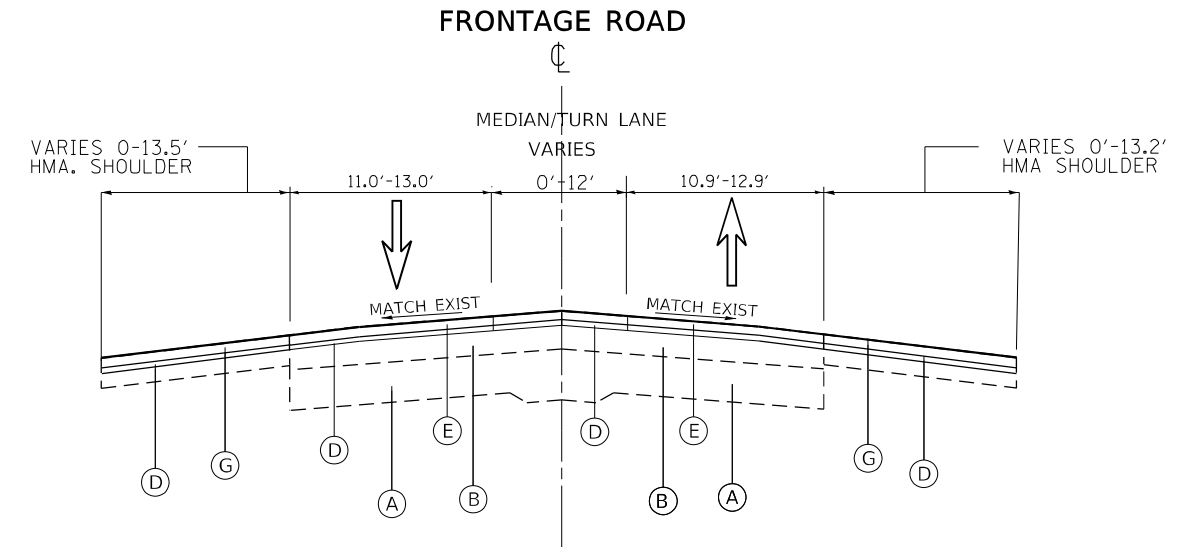 FRONTAGE ROAD
℄
MEDIAN/TURN LANE
VARIES
0'-12'
VARIES 0-13.5'
HMA. SHOULDER
11.0'-13.0'
10.9'-12.9'
VARIES 0'-13.2'
HMA SHOULDER
MATCH EXIST
MATCH EXIST
D
G
D
A
E
B
D
B
E
A
G
D